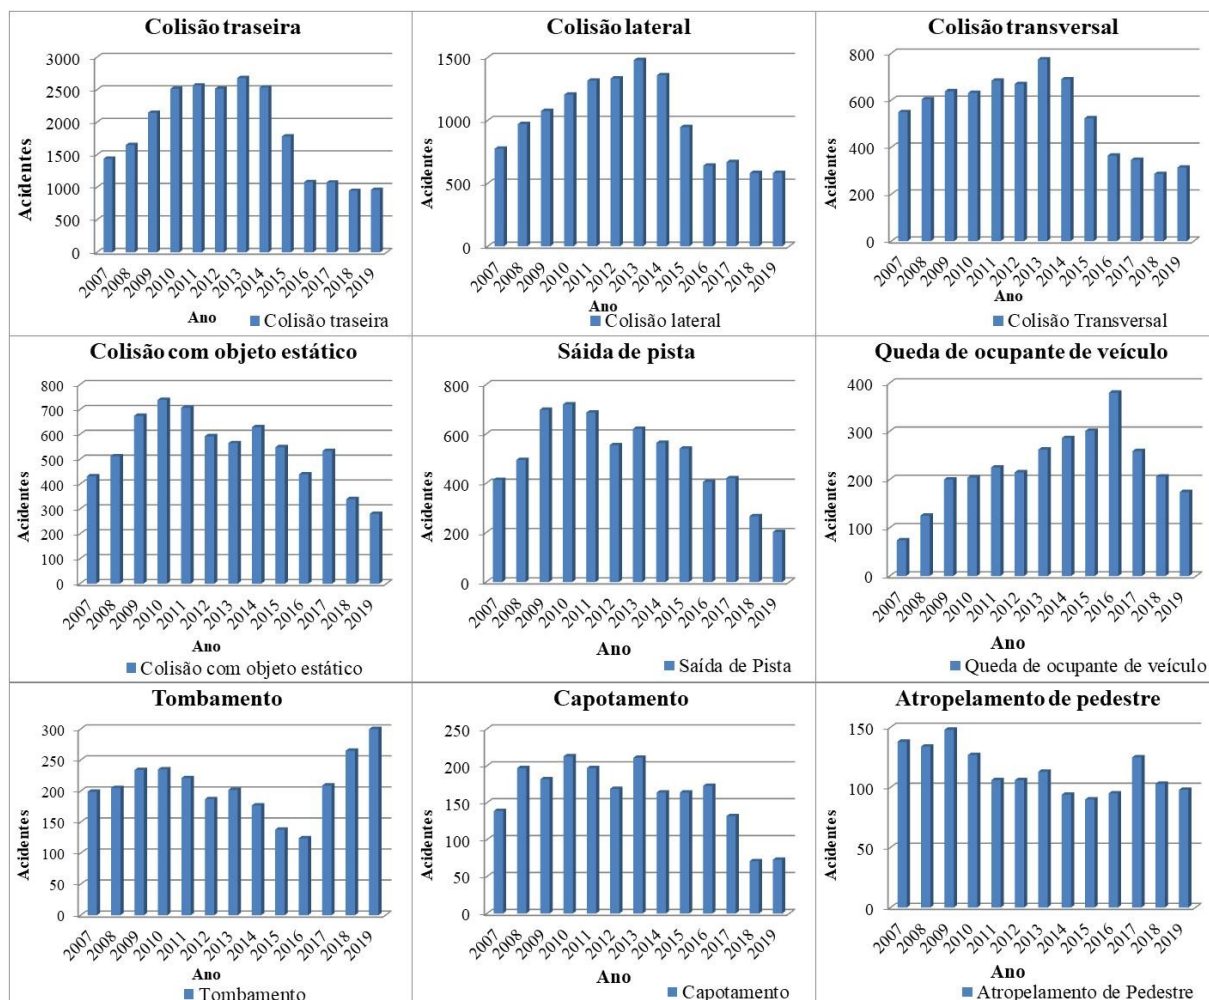 Colisão traseira
3000
2500
2000
1500
1000
500
0
Acidentes
2007 2008 2009 2010 2011 2012 2013 2014 2015 2016 2017 2018 2019
Ano
Colisão traseira
Colisão lateral
1500
1000
500
0
Acidentes
2007 2008 2009 2010 2011 2012 2013 2014 2015 2016 2017 2018 2019
Ano
Colisão lateral
Colisão transversal
800
600
400
200
0
Acidentes
2007 2008 2009 2010 2011 2012 2013 2014 2015 2016 2017 2018 2019
Ano
Colisão Transversal
Colisão com objeto estático
800
700
600
500
400
300
200
100
0
Acidentes
2007 2008 2009 2010 2011 2012 2013 2014 2015 2016 2017 2018 2019
Ano
Colisão com objeto estático
Sáida de pista
800
600
400
200
0
Acidentes
2007 2008 2009 2010 2011 2012 2013 2014 2015 2016 2017 2018 2019
Ano
Saída de Pista
Queda de ocupante de veículo
400
300
200
100
0
Acidentes
2007 2008 2009 2010 2011 2012 2013 2014 2015 2016 2017 2018 2019
Ano
Queda de ocupante de veículo
Tombamento
300
250
200
150
100
50
0
Acidentes
2007 2008 2009 2010 2011 2012 2013 2014 2015 2016 2017 2018 2019
Ano
Tombamento
Capotamento
250
200
150
100
50
0
Acidentes
2007 2008 2009 2010 2011 2012 2013 2014 2015 2016 2017 2018 2019
Ano
Capotamento
Atropelamento de pedestre
150
100
50
0
Acidentes
2007 2008 2009 2010 2011 2012 2013 2014 2015 2016 2017 2018 2019
Ano
Atropelamento de Pedestre